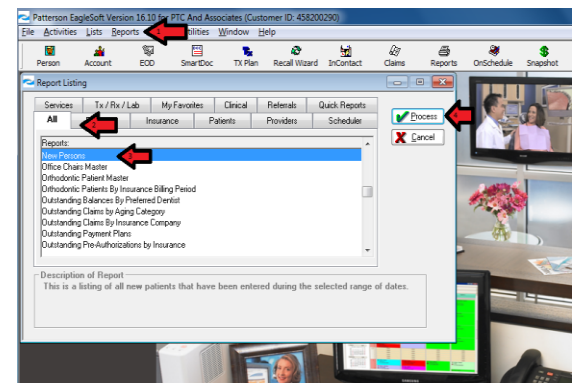 Patterson EagleSoft Version 16.10 for PTC And Associates (Customer ID: 458200290)
File Activities Lists Reports 1 Utilities Window Help
Person Account EOD SmartDoc TX Plan Recall Wizard InContact Claims Reports OnSchedule Snapshot
Report Listing
Services Tx / Rx / Lab My Favorites Clinical Referrals Quick Reports
All 2 Insurance Patients Providers Scheduler
Process 4
Cancel
Reports:
New Persons 3
Office Chairs Master
Orthodontic Patient Master
Orthodontic Patients By Insurance Billing Period
Outstanding Balances By Preferred Dentist
Outstanding Claims by Aging Category
Outstanding Claims By Insurance Company
Outstanding Payment Plans
Outstanding Pre-Authorizations by Insurance
Description of Report
This is a listing of all new patients that have been entered during the selected range of dates.